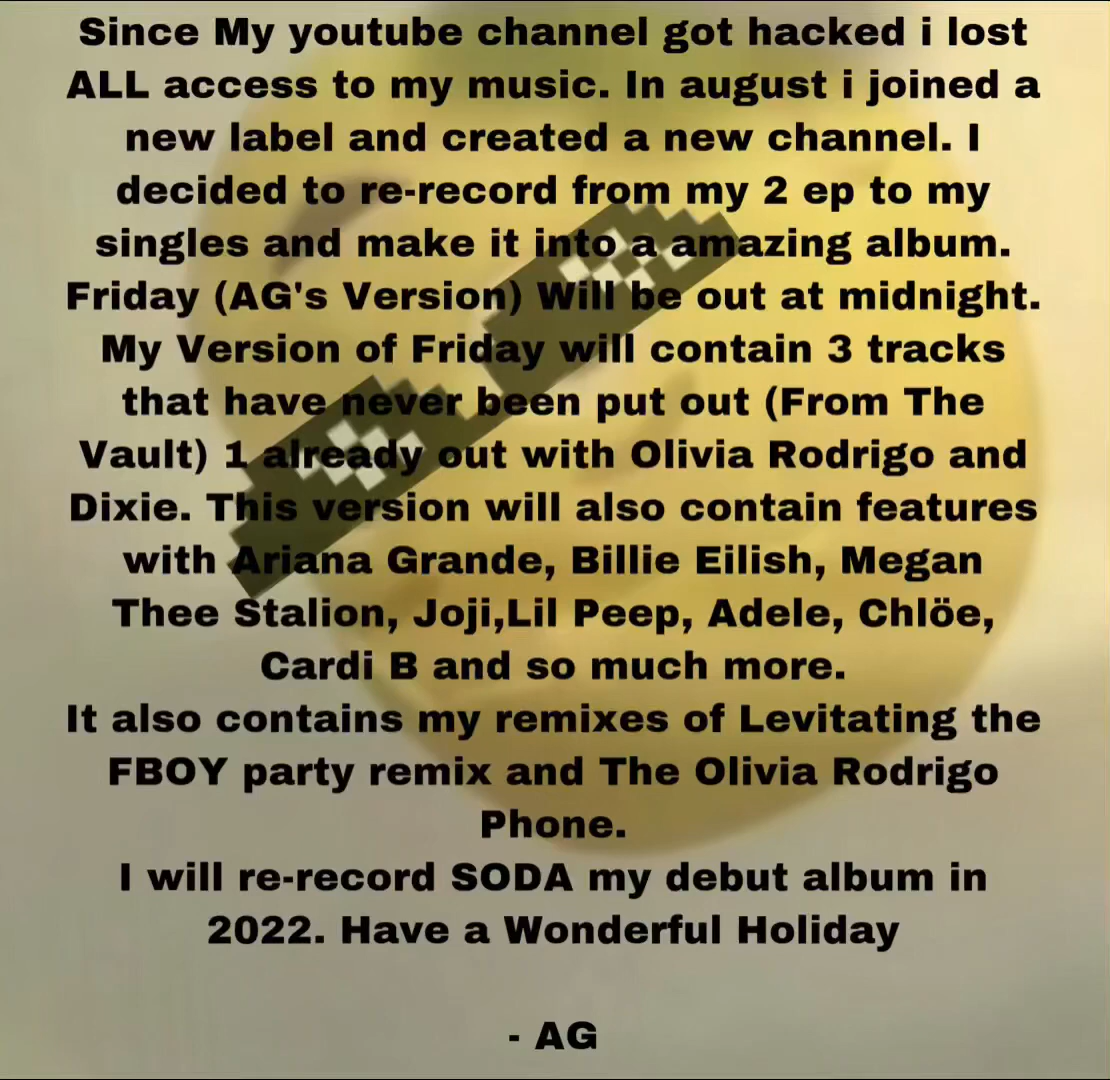 Since My youtube channel got hacked i lost
ALL access to my music. In august i joined a
new label and created a new channel. I
decided to re-record from my 2 ep to my
singles and make it into a amazing album.
Friday (AG's Version) Will be out at midnight.
My Version of Friday will contain 3 tracks
that have never been put out (From The
Vault) 1 already out with Olivia Rodrigo and
Dixie. This version will also contain features
with Ariana Grande, Billie Eilish, Megan
Thee Stalion, Joji,Lil Peep, Adele, Chlöe,
Cardi B and so much more.
It also contains my remixes of Levitating the
FBOY party remix and The Olivia Rodrigo
Phone.
I will re-record SODA my debut album in
2022. Have a Wonderful Holiday
- AG